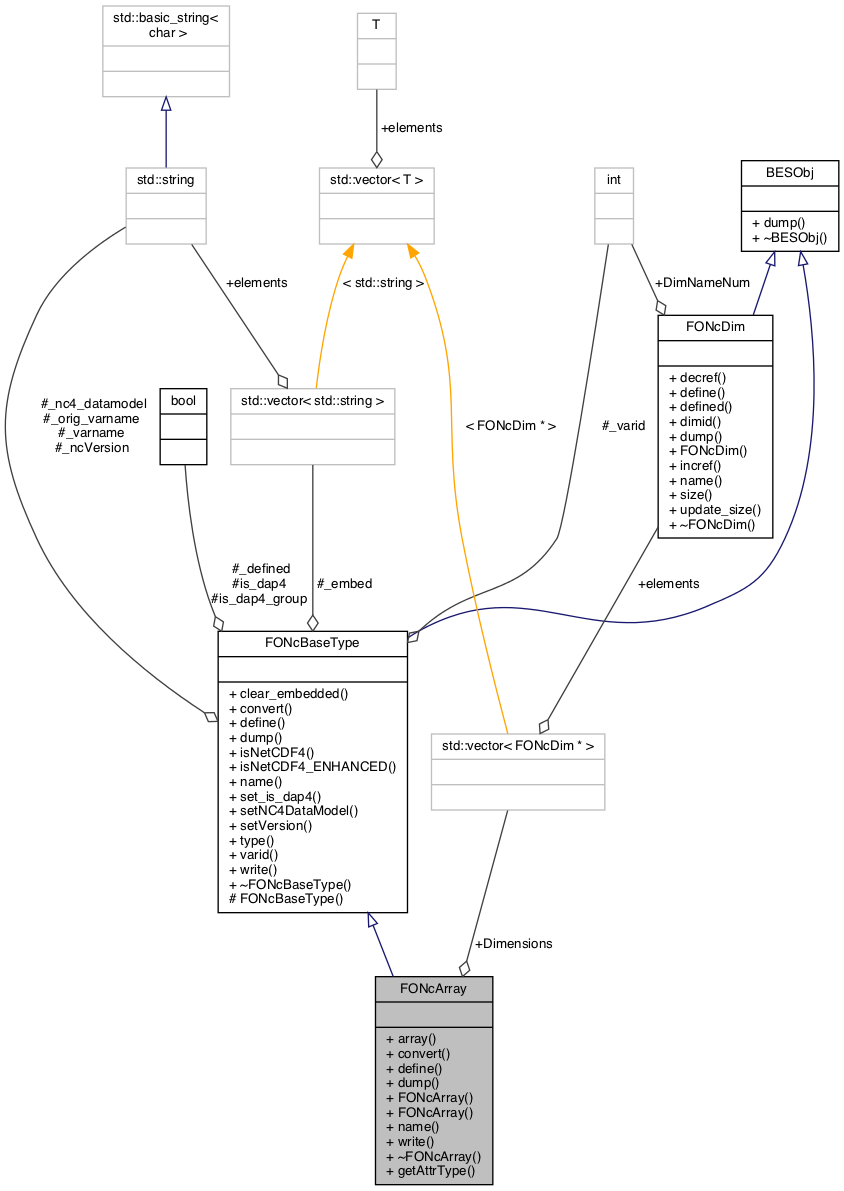 std::basic_string<
char >
T
+elements
std::string
std::vector< T >
int
BESObj
+ dump()
+ ~BESObj()
+elements
< std::string >
+DimNameNum
FONcDim
+ decref()
+ define()
+ defined()
+ dimid()
+ dump()
+ FONcDim()
+ incref()
+ name()
+ size()
+ update_size()
+ ~FONcDim()
#_nc4_datamodel
#_orig_varname
#_varname
#_ncVersion
bool
std::vector< std::string >
< FONcDim * >
#_varid
#_defined
#is_dap4
#is_dap4_group
#_embed
+elements
FONcBaseType
+ clear_embedded()
+ convert()
+ define()
+ dump()
+ isNetCDF4()
+ isNetCDF4_ENHANCED()
+ name()
+ set_is_dap4()
+ setNC4DataModel()
+ setVersion()
+ type()
+ varid()
+ write()
+ ~FONcBaseType()
# FONcBaseType()
std::vector< FONcDim * >
+Dimensions
FONcArray
+ array()
+ convert()
+ define()
+ dump()
+ FONcArray()
+ FONcArray()
+ name()
+ write()
+ ~FONcArray()
+ getAttrType()